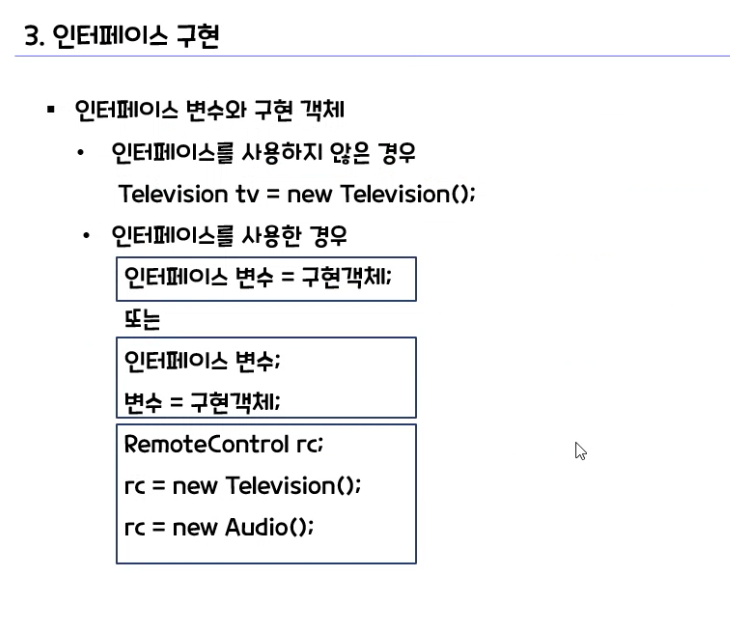 3. 인터페이스 구현
▪ 인터페이스 변수와 구현 객체
• 인터페이스를 사용하지 않은 경우
Television tv = new Television();
• 인터페이스를 사용한 경우
인터페이스 변수 = 구현객체;
또는
인터페이스 변수;
변수 = 구현객체;
RemoteControl rc;
rc = new Television();
rc = new Audio();